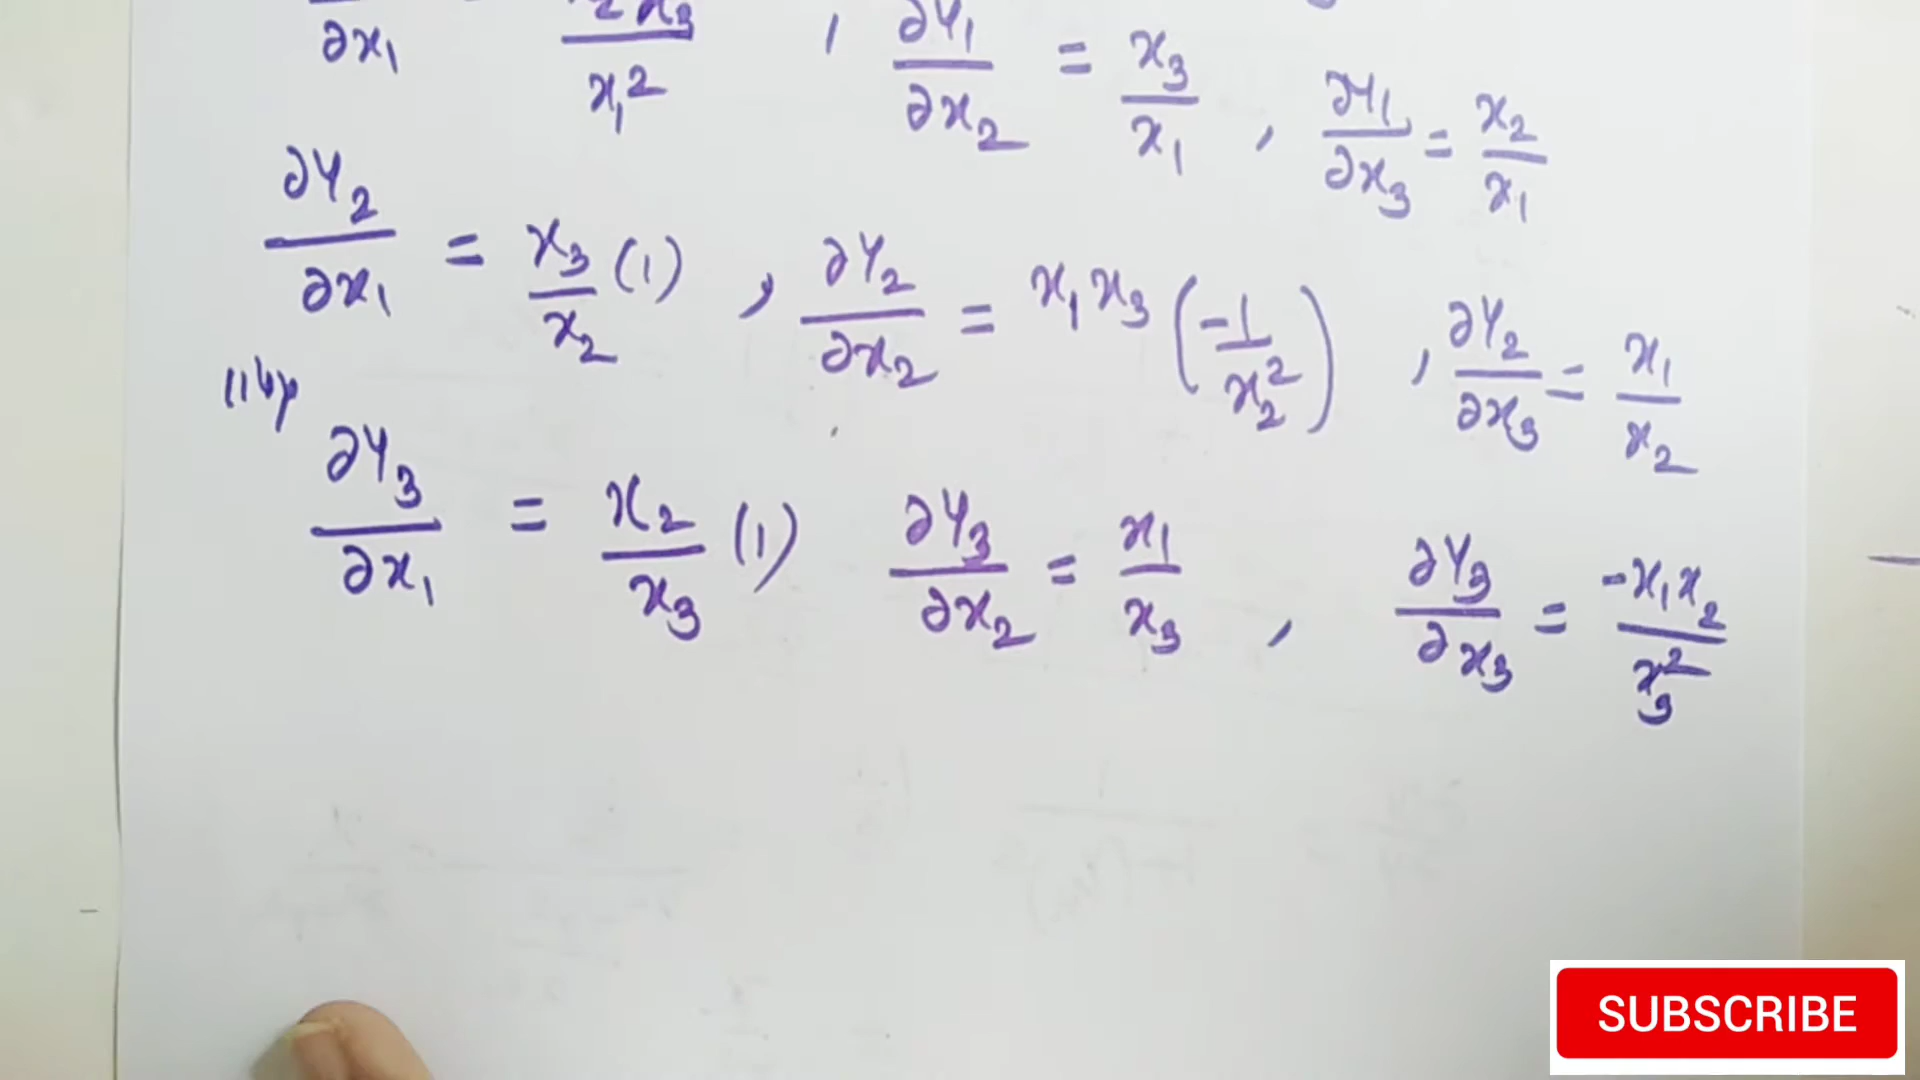 ∂x₁ x₂x₃/x₁² , ∂Y₁/∂x₂ = x₃/x₁ , ∂Y₁/∂x₃ = x₂/x₁
∂Y₂/∂x₁ = x₃/x₂ (1) , ∂Y₂/∂x₂ = x₁x₃ (-1/x₂²) , ∂Y₂/∂x₃ = x₁/x₂
111ly
∂Y₃/∂x₁ = x₂/x₃ (1) ∂Y₃/∂x₂ = x₁/x₃ , ∂Y₃/∂x₃ = -x₁x₂/x₃²
SUBSCRIBE